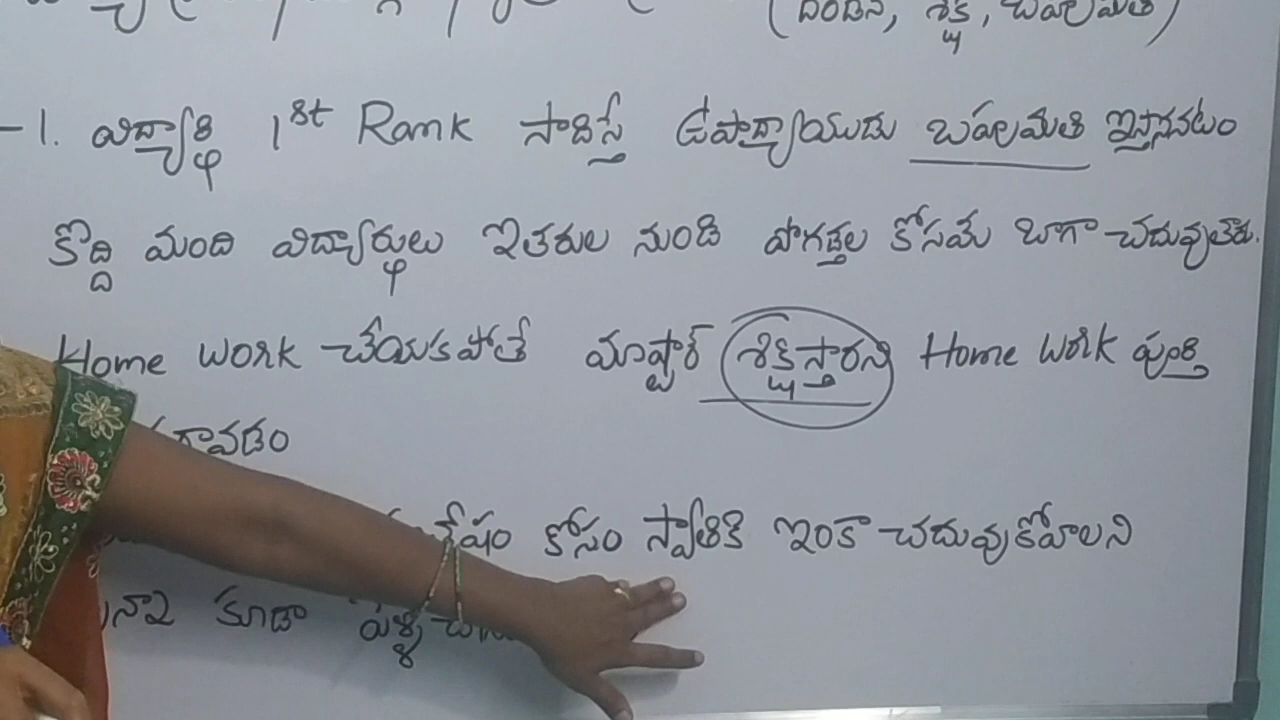 (దండన, శిక్ష, బహుమతి)
1. విద్యార్థి 1st Rank సాదిస్తే ఉపాద్యాయుడు బహుమతి ఇస్తాననటం
కొద్ది మంది విద్యార్థులు ఇతరుల నుండి పొగడ్తల కోసమే బాగా చదువుతారు.
Home work చేయకపోతే మాష్టార్ శిక్షిస్తారని Home work పూర్తి
కోసం స్వాతికి ఇంకా చదువుకోవాలని
కూడా